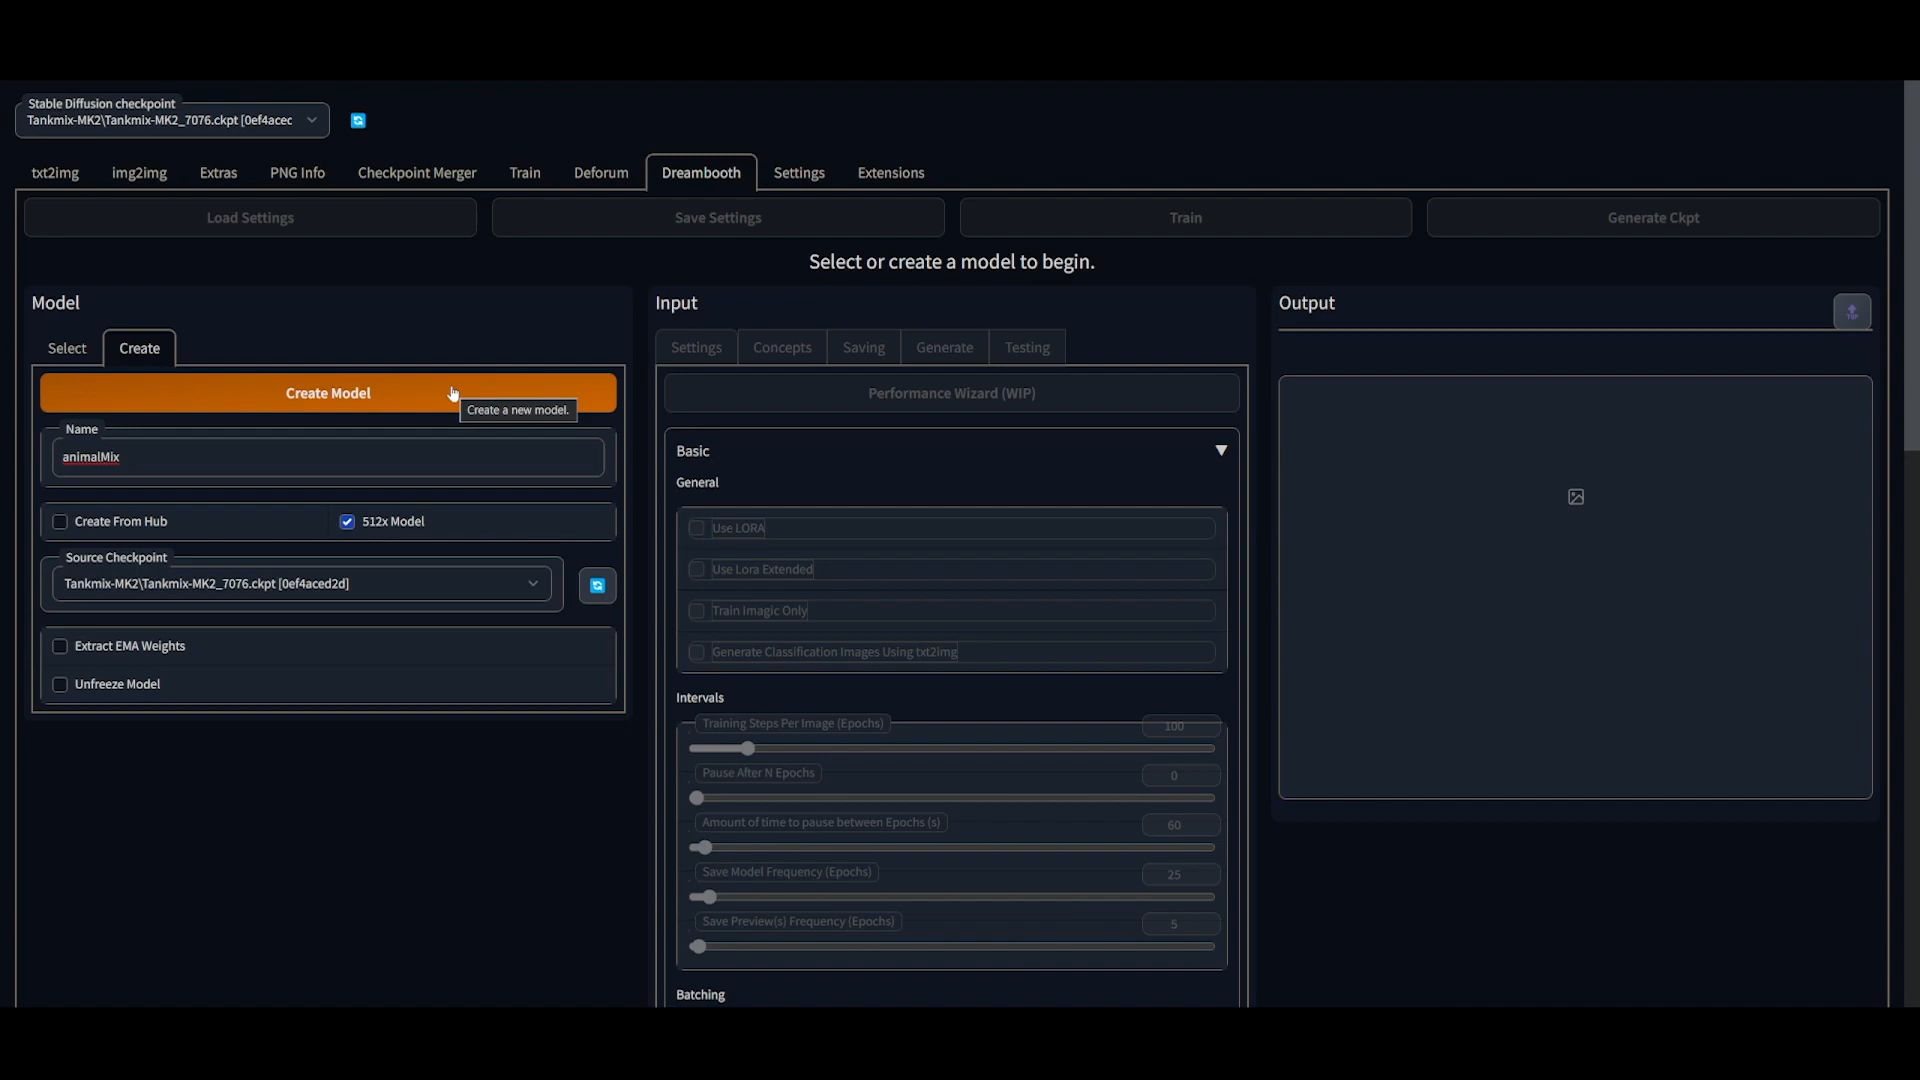 Stable Diffusion checkpoint
Tankmix-MK2\Tankmix-MK2_7076.ckpt [0ef4acec
txt2img img2img Extras PNG Info Checkpoint Merger Train Deforum Dreambooth Settings Extensions
Load Settings Save Settings Train Generate Ckpt
Select or create a model to begin.
Model
Select Create
Create Model
Create a new model.
Name
animalMix
Create From Hub 512x Model
Source Checkpoint
Tankmix-MK2\Tankmix-MK2_7076.ckpt [0ef4aced2d]
Extract EMA Weights
Unfreeze Model
Input
Settings Concepts Saving Generate Testing
Performance Wizard (WIP)
Basic
General
Use LORA
Use Lora Extended
Train Imagic Only
Generate Classification Images Using txt2img
Intervals
Training Steps Per Image (Epochs) 100
Pause After N Epochs 0
Amount of time to pause between Epochs (s) 60
Save Model Frequency (Epochs) 25
Save Preview(s) Frequency (Epochs) 5
Batching
Output
TOP